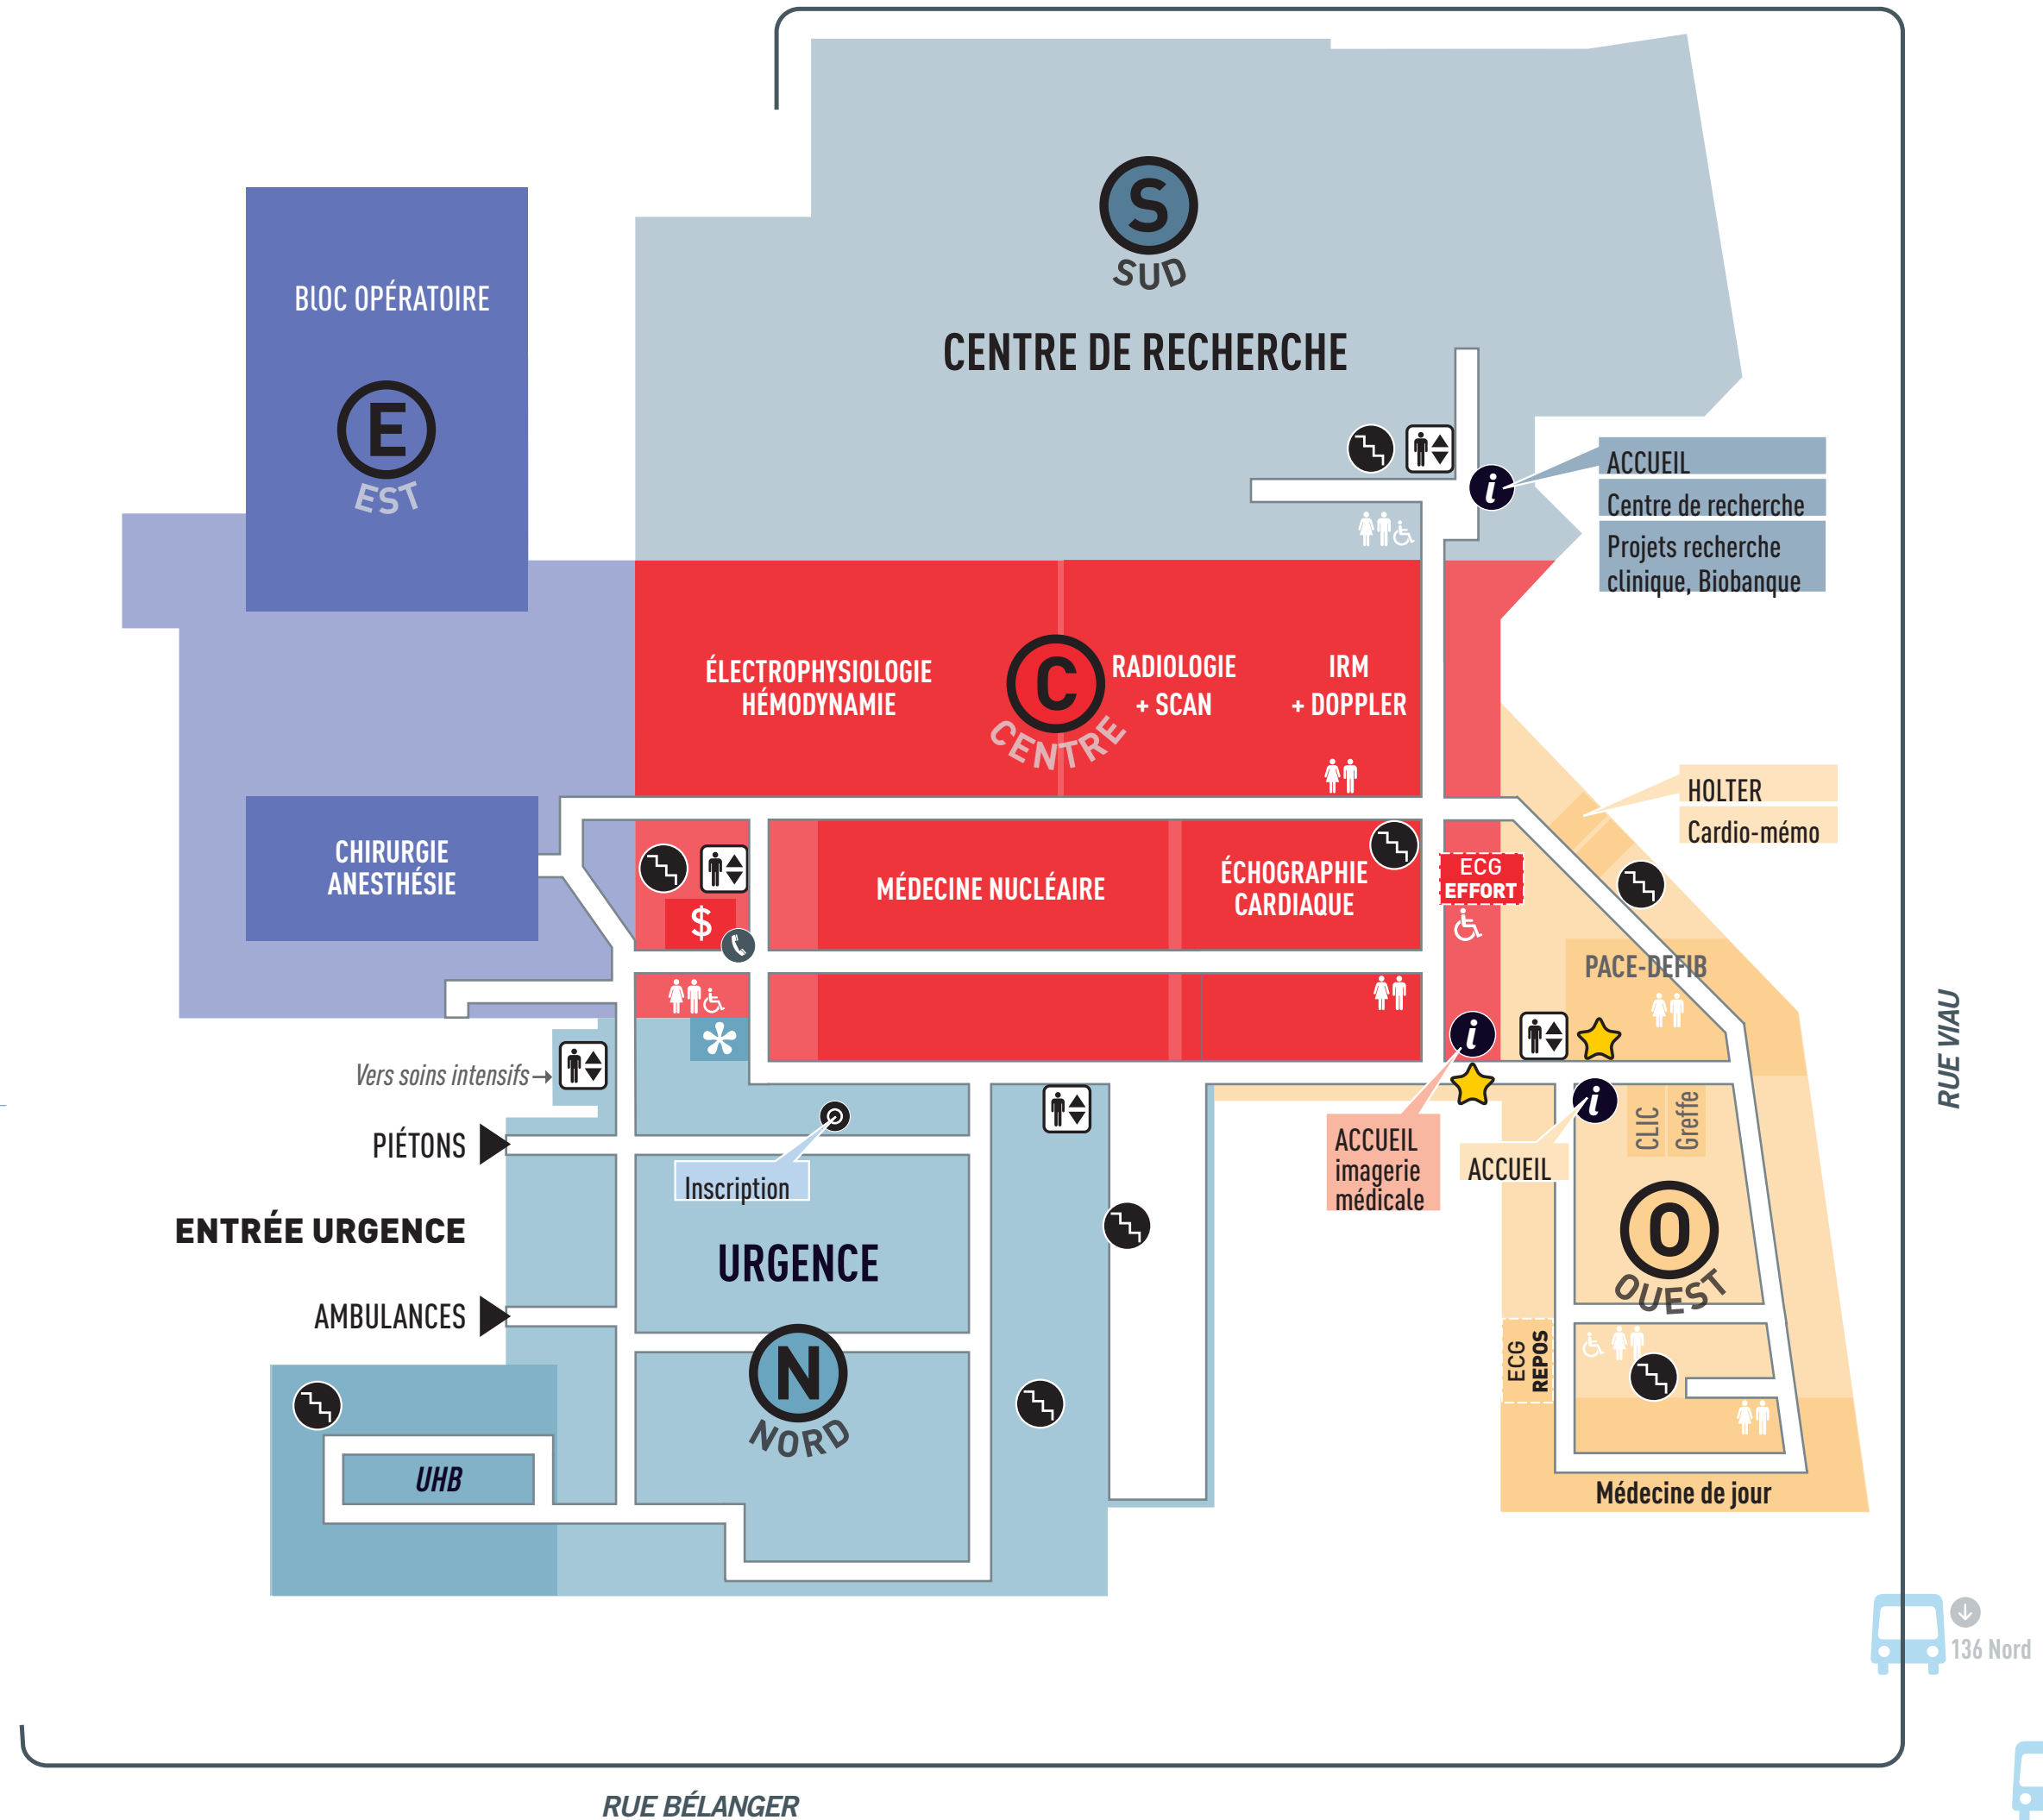 S
SUD
CENTRE DE RECHERCHE
BlOC OPÉRATOIRE
E
EST
ACCUEIL
Centre de recherche
Projets recherche
clinique, Biobanque
ÉLECTROPHYSIOLOGIE
HÉMODYNAMIE
C
CENTRE
RADIOLOGIE
+ SCAN
IRM
+ DOPPLER
HOLTER
Cardio-mémo
CHIRURGIE
ANESTHÉSIE
$
MÉDECINE NUCLÉAIRE
ÉCHOGRAPHIE
CARDIAQUE
ECG
EFFORT
PACE-DEFIB
RUE VIAU
*
i
i
i
Vers soins intensifs→
PIÉTONS
Inscription
ENTRÉE URGENCE
AMBULANCES
URGENCE
N
NORD
UHB
ACCUEIL
imagerie
médicale
ACCUEIL
CLIC
Greffe
O
OUEST
ECG
REPOS
Médecine de jour
136 Nord
RUE BÉLANGER